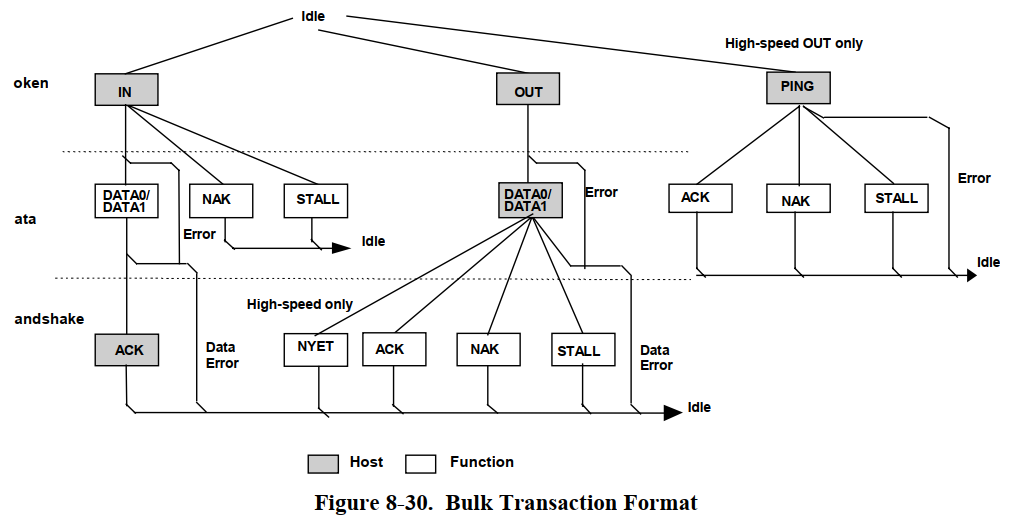 Idle
High-speed OUT only
oken
IN
OUT
PING
DATA0/
DATA1
NAK
STALL
DATA0/
DATA1
Error
ACK
NAK
STALL
Error
ata
Error
Idle
Idle
High-speed only
andshake
ACK
Data
Error
NYET
ACK
NAK
STALL
Data
Error
Idle
Host
Function
Figure 8-30. Bulk Transaction Format